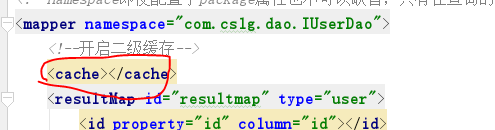 <mapper namespace="com.cslg.dao.IUserDao">
<!--开启二级缓存-->
<cache></cache>
<resultMap id="resultmap" type="user">
<id property="id" column="id"></id>